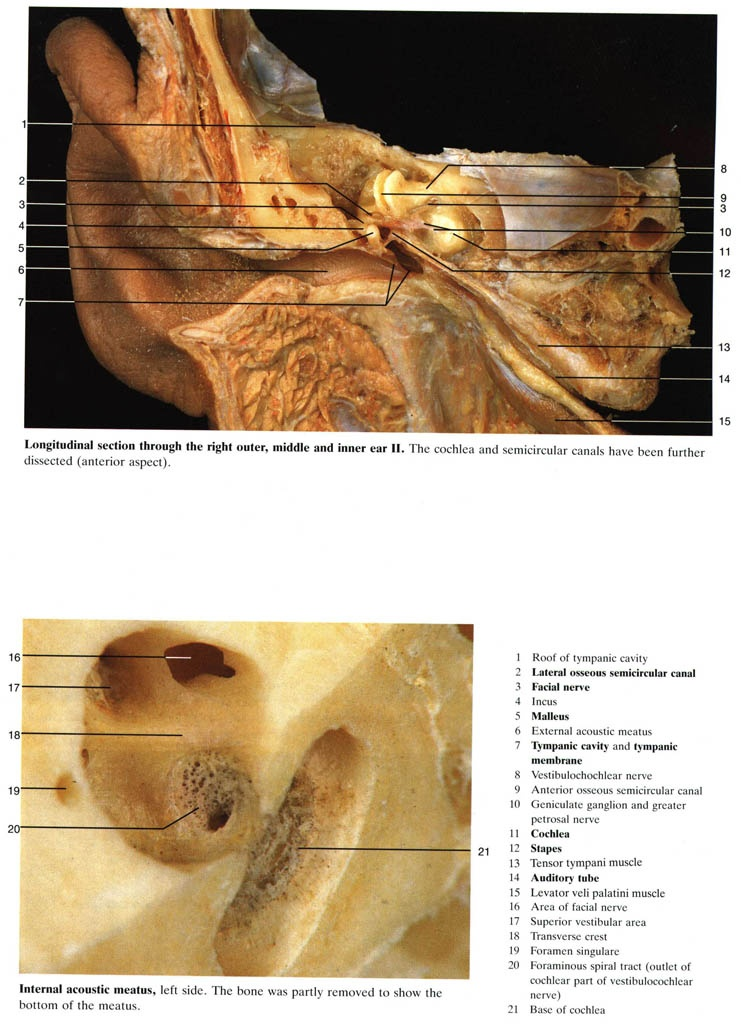 1
2
3
4
5
6
7
8
9
3
10
11
12
13
14
15
Longitudinal section through the right outer, middle and inner ear II. The cochlea and semicircular canals have been further
dissected (anterior aspect).
16
17
18
19
20
21
Internal acoustic meatus, left side. The bone was partly removed to show the
bottom of the meatus.
1 Roof of tympanic cavity
2 Lateral osseous semicircular canal
3 Facial nerve
4 Incus
5 Malleus
6 External acoustic meatus
7 Tympanic cavity and tympanic
membrane
8 Vestibulochochlear nerve
9 Anterior osseous semicircular canal
10 Geniculate ganglion and greater
petrosal nerve
11 Cochlea
12 Stapes
13 Tensor tympani muscle
14 Auditory tube
15 Levator veli palatini muscle
16 Area of facial nerve
17 Superior vestibular area
18 Transverse crest
19 Foramen singulare
20 Foraminous spiral tract (outlet of
cochlear part of vestibulocochlear
nerve)
21 Base of cochlea